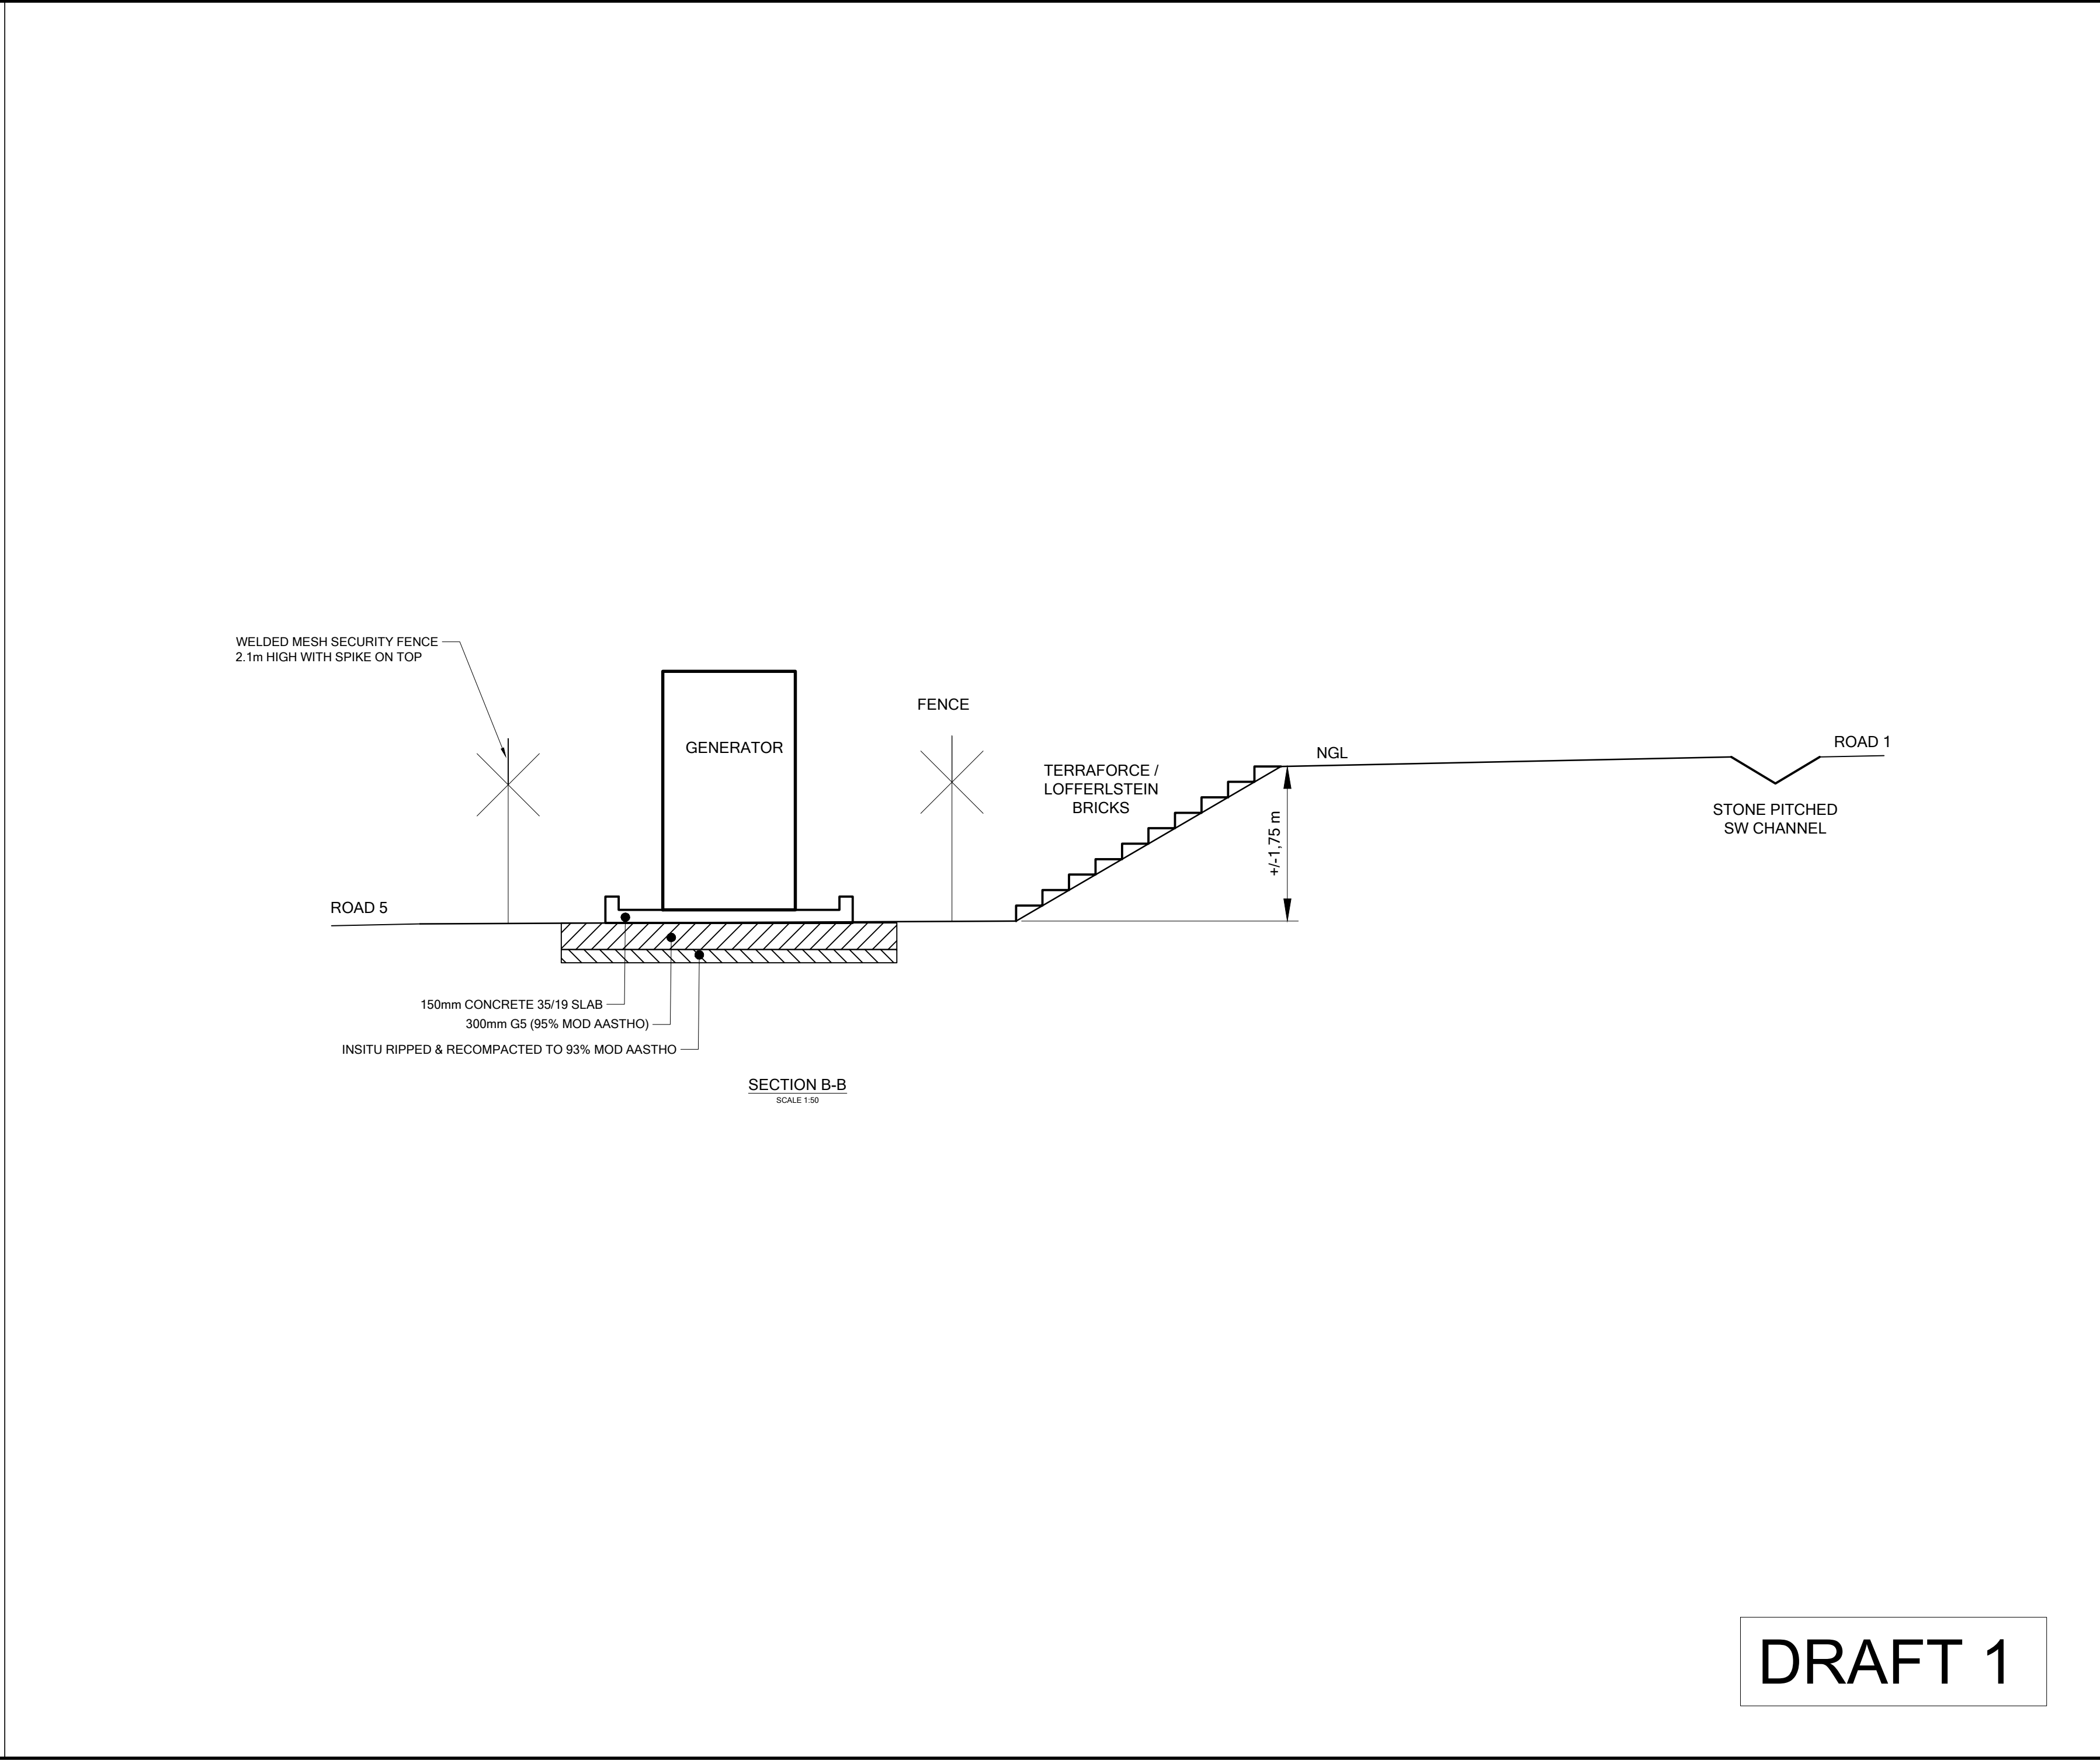 WELDED MESH SECURITY FENCE
2.1m HIGH WITH SPIKE ON TOP
GENERATOR
FENCE
TERRAFORCE /
LOFFERLSTEIN
BRICKS
NGL
+/-1,75 m
ROAD 1
STONE PITCHED
SW CHANNEL
ROAD 5
150mm CONCRETE 35/19 SLAB
300mm G5 (95% MOD AASTHO)
INSITU RIPPED & RECOMPACTED TO 93% MOD AASTHO
SECTION B-B
SCALE 1:50
DRAFT 1